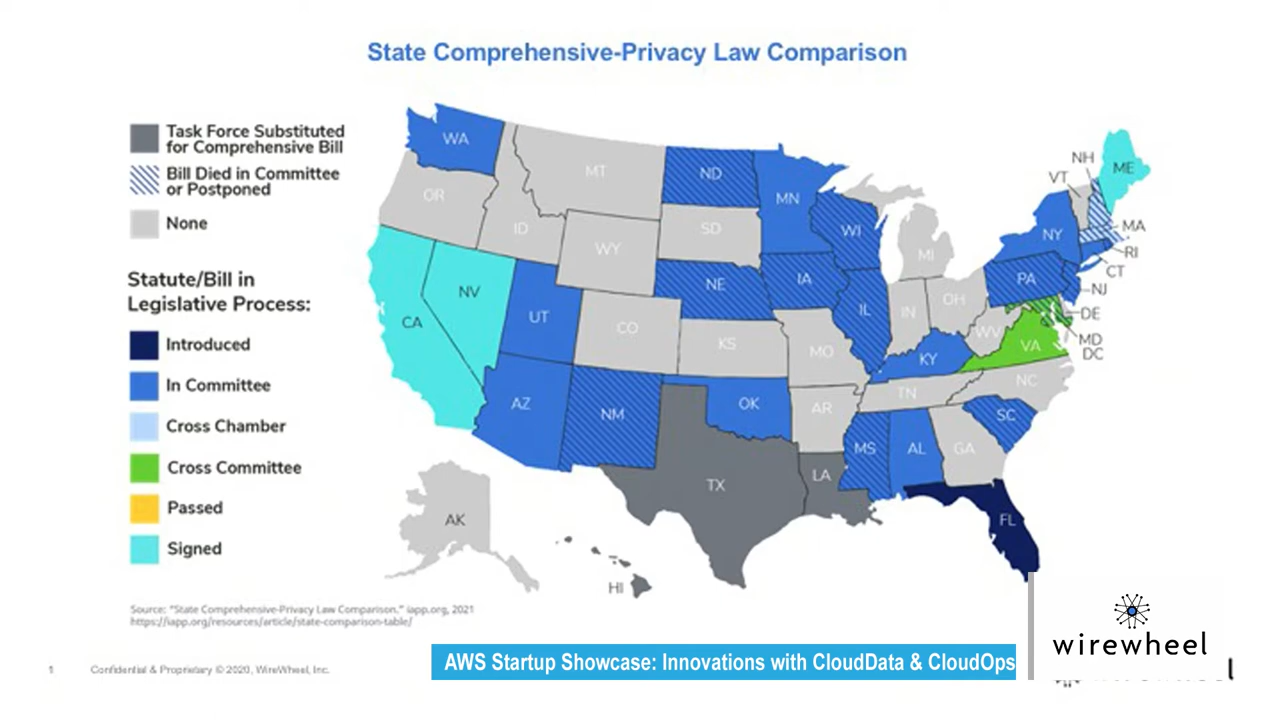 State Comprehensive-Privacy Law Comparison
Task Force Substituted
for Comprehensive Bill
Bill Died in Committee
or Postponed
None
Statute/Bill in
Legislative Process:
Introduced
In Committee
Cross Chamber
Cross Committee
Passed
Signed
WA
OR
CA
NV
ID
MT
WY
UT
AZ
CO
NM
ND
SD
NE
KS
OK
TX
MN
IA
MO
AR
LA
WI
IL
MS
MI
IN
OH
KY
TN
AL
GA
FL
SC
NC
VA
WV
PA
NY
VT
NH
ME
MA
RI
CT
NJ
DE
MD
DC
AK
HI
Source: "State Comprehensive-Privacy Law Comparison." iapp.org, 2021
https://iapp.org/resources/article/state-comparison-table/
1
Confidential & Proprietary © 2020, WireWheel, Inc.
AWS Startup Showcase: Innovations with CloudData & CloudOps
wirewheel